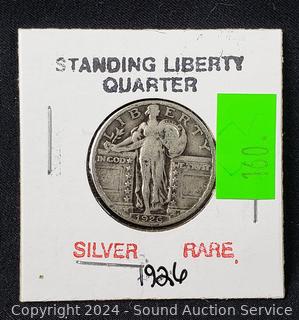 STANDING LIBERTY
QUARTER
160.
LIBERTY
IN GOD WE TRUST
1926
SILVER RARE.
1926
Copyright © 2024 - Sound Auction Service